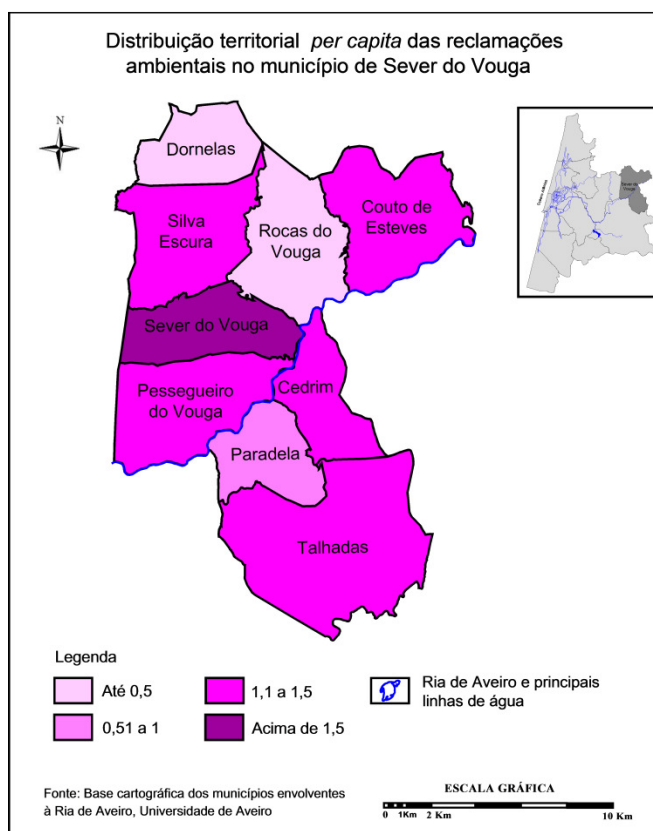 Distribuição territorial per capita das reclamações
ambientais no município de Sever do Vouga
N
Dornelas
Silva
Escura
Rocas do
Vouga
Couto de
Esteves
Sever do Vouga
Pessegueiro
do Vouga
Cedrim
Paradela
Talhadas
Legenda
Até 0,5
0,51 a 1
1,1 a 1,5
Acima de 1,5
Ria de Aveiro e principais
linhas de água
Fonte: Base cartográfica dos municípios envolventes
à Ria de Aveiro, Universidade de Aveiro
ESCALA GRÁFICA
0 1Km 2 Km 10 Km